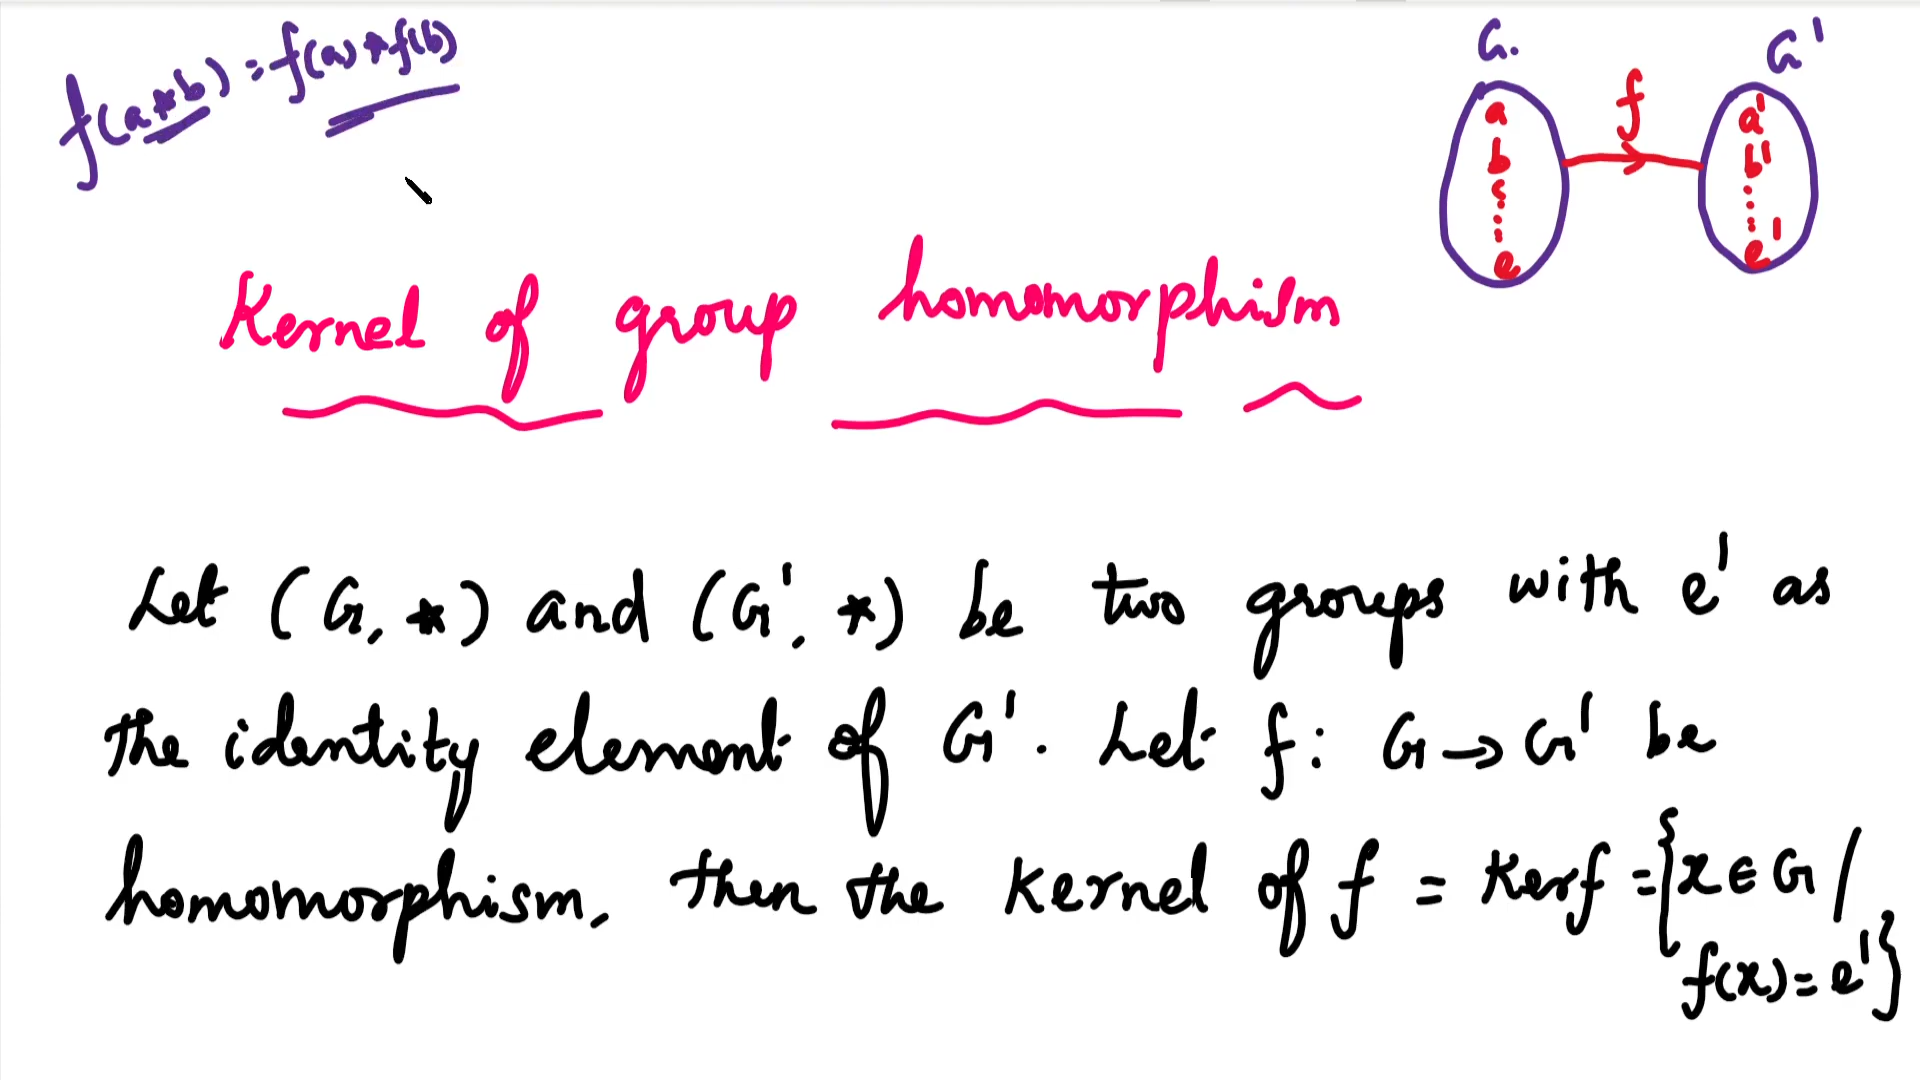 f(a*b) = f(a) * f(b)
G.
G'
f
a
b
c
e
a'
b'
e'
Kernel of group homomorphism
Let (G, *) and (G', *) be two groups with e' as
the identity element of G'. Let f: G → G' be
homomorphism, then the Kernel of f = Kerf = {x ∈ G /
f(x) = e'}